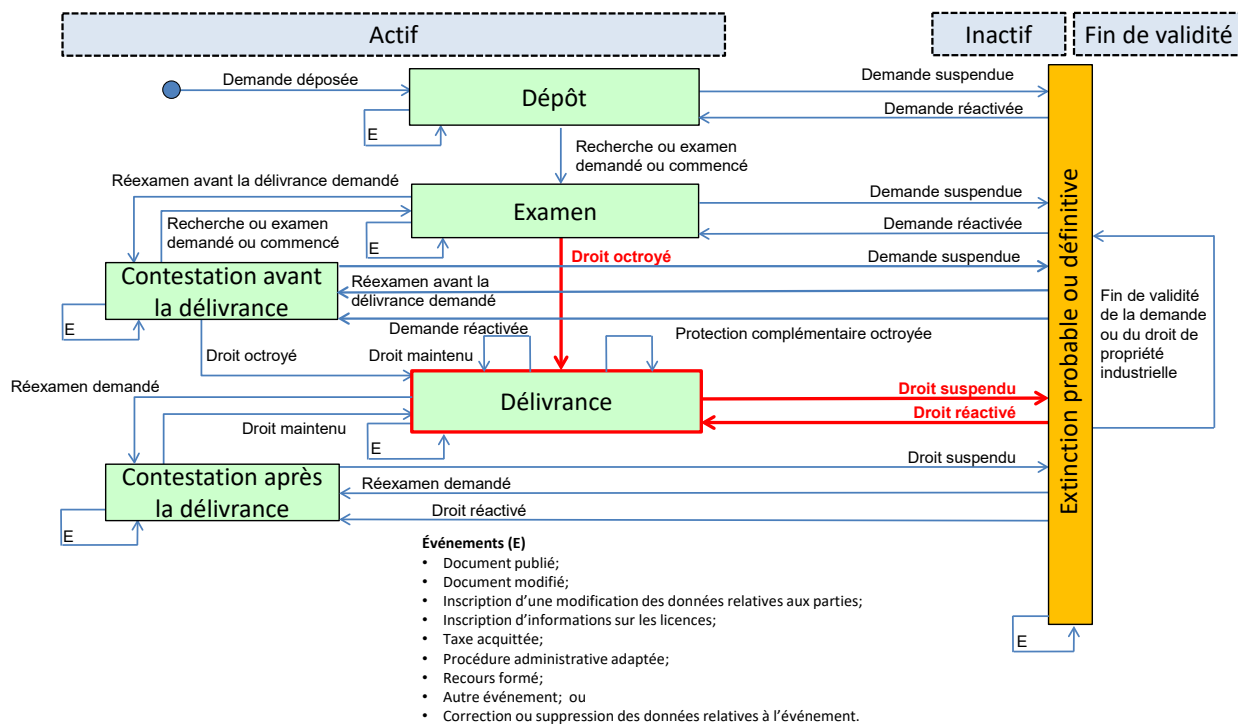 Actif
Inactif
Fin de validité
Demande déposée
Dépôt
Demande suspendue
Demande réactivée
E
Recherche ou examen
demandé ou commencé
Réexamen avant la délivrance demandé
Examen
Demande suspendue
Demande réactivée
Recherche ou examen
demandé ou commencé
E
Droit octroyé
Demande suspendue
Contestation avant
la délivrance
Réexamen avant la
délivrance demandé
Fin de validité
de la demande
ou du droit de
propriété
industrielle
E
Demande réactivée
Protection complémentaire octroyée
Droit octroyé
Droit maintenu
Réexamen demandé
Délivrance
Droit suspendu
Droit réactivé
Droit maintenu
E
Extinction probable ou définitive
Contestation après
la délivrance
Droit suspendu
Réexamen demandé
Droit réactivé
E
Événements (E)
• Document publié;
• Document modifié;
• Inscription d’une modification des données relatives aux parties;
• Inscription d’informations sur les licences;
• Taxe acquittée;
• Procédure administrative adaptée;
• Recours formé;
• Autre événement; ou
• Correction ou suppression des données relatives à l’événement.
E